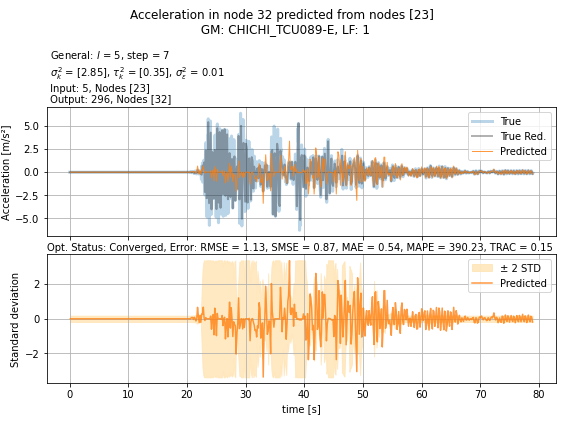 Acceleration in node 32 predicted from nodes [23]
GM: CHICHI_TCU089-E, LF: 1
General: l = 5, step = 7
σ²ₖ = [2.85], τ²ₖ = [0.35], σ²ε = 0.01
Input: 5, Nodes [23]
Output: 296, Nodes [32]
Acceleration [m/s²]
5.0
2.5
0.0
−2.5
−5.0
True
True Red.
Predicted
Opt. Status: Converged, Error: RMSE = 1.13, SMSE = 0.87, MAE = 0.54, MAPE = 390.23, TRAC = 0.15
Standard deviation
2
0
−2
± 2 STD
Predicted
0 10 20 30 40 50 60 70 80
time [s]